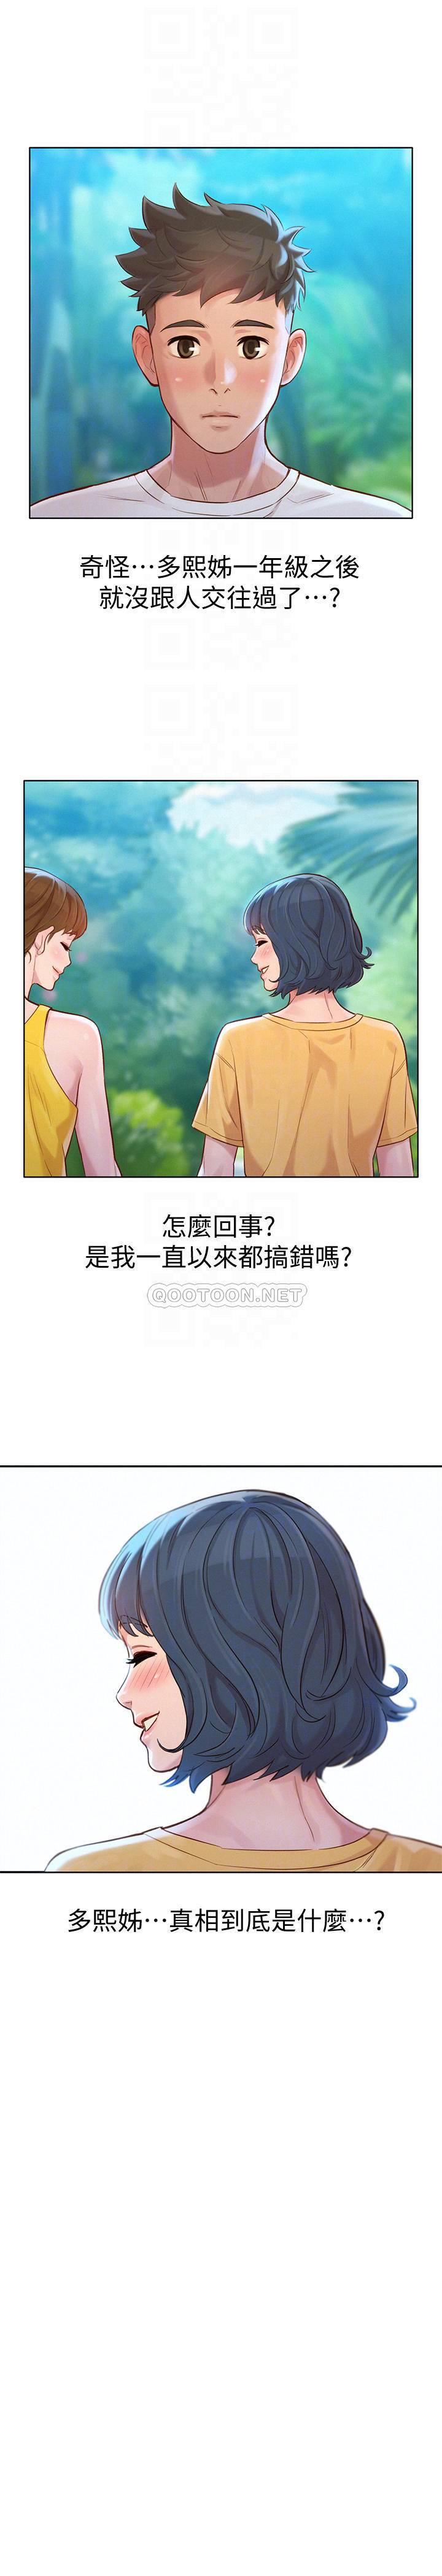 奇怪⋯多熙姊一年級之後
就沒跟人交往過了⋯?
怎麼回事?
是我一直以來都搞錯嗎?
QOOTOON.NET
多熙姊⋯真相到底是什麼⋯?